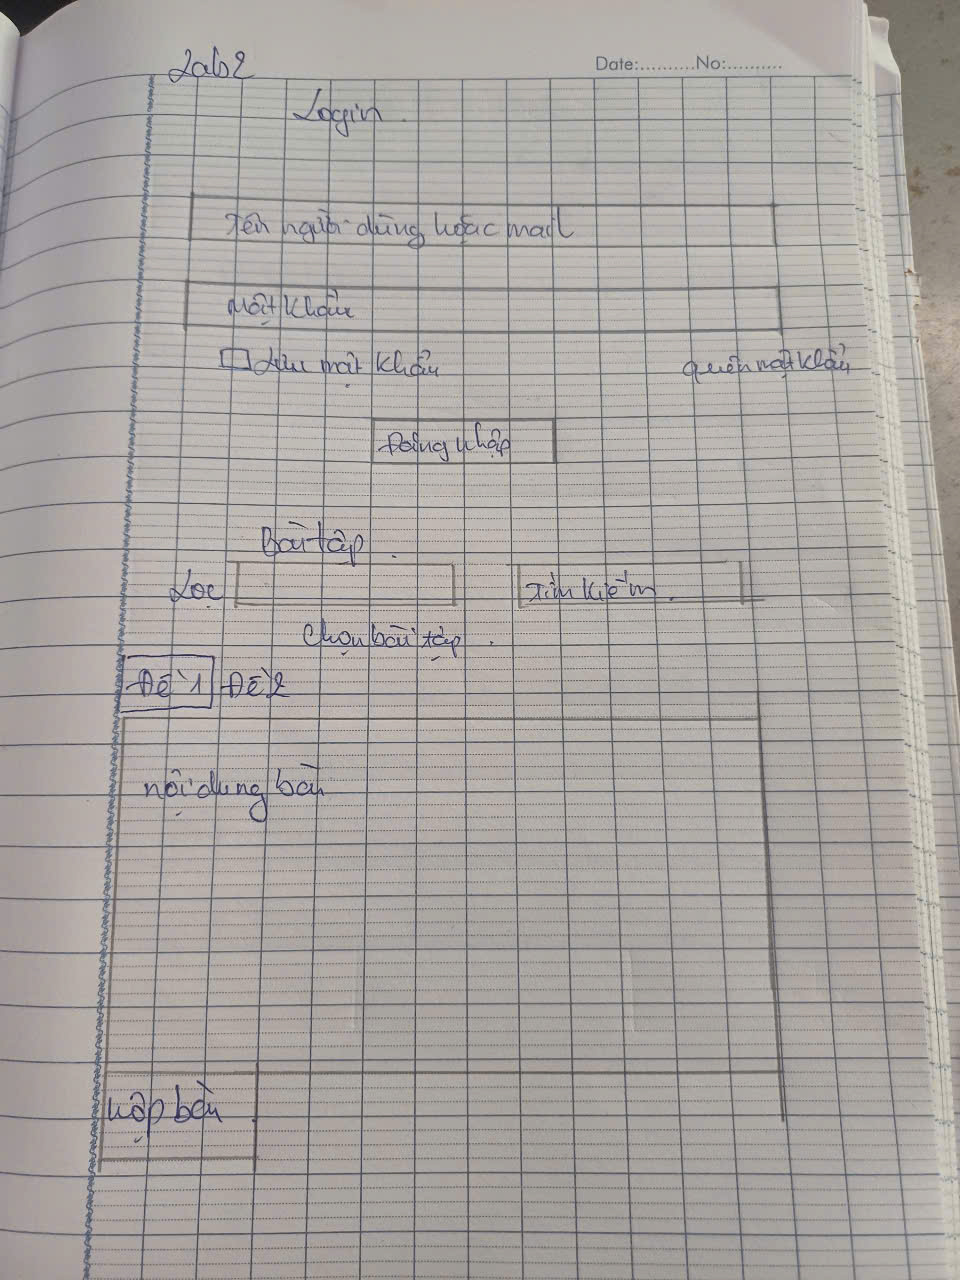 Lab2
Date:..........No:..........
Login.
Tên người dùng hoặc mail
Mật khẩu
Lưu mật khẩu quên mật khẩu
Đăng nhập
Bài tập.
Lọc Tìm kiếm.
Chọn bài tập.
Đề 1 Đề 2
nội dung bài
nộp bài